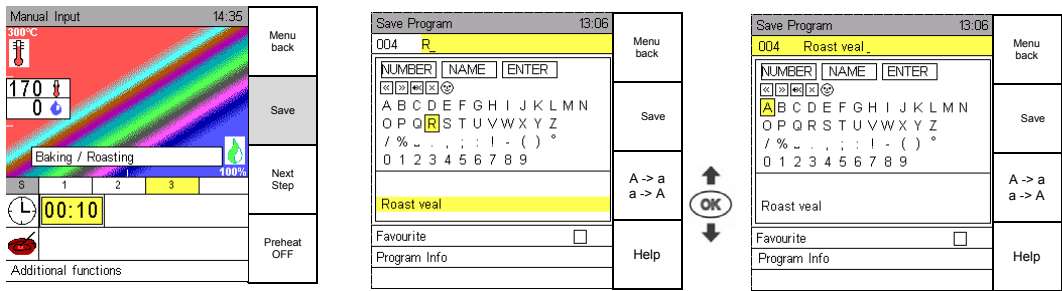 Manual Input 14:35
300°C
170
0
Baking / Roasting
100%
S 1 2 3
00:10
Additional functions
Menu
back
Save
Next
Step
Preheat
OFF
Save Program 13:06
004 R_
NUMBER NAME ENTER
A B C D E F G H I J K L M N
O P Q R S T U V W X Y Z
/ % _ . , ; : ! - ( ) °
0 1 2 3 4 5 6 7 8 9
Roast veal
Favourite
Program Info
Menu
back
Save
A -> a
a -> A
Help
OK
Save Program 13:06
004 Roast veal_
NUMBER NAME ENTER
A B C D E F G H I J K L M N
O P Q R S T U V W X Y Z
/ % _ . , ; : ! - ( ) °
0 1 2 3 4 5 6 7 8 9
Roast veal
Favourite
Program Info
Menu
back
Save
A -> a
a -> A
Help